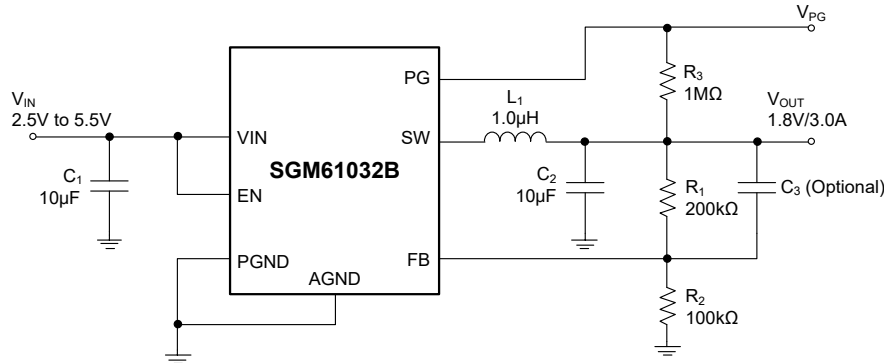 V_PG
PG
R3
1MΩ
L1
1.0μH
VIN
2.5V to 5.5V
VOUT
1.8V/3.0A
VIN
SW
SGM61032B
C1
10μF
C2
10μF
R1
200kΩ
C3 (Optional)
EN
PGND
FB
AGND
R2
100kΩ